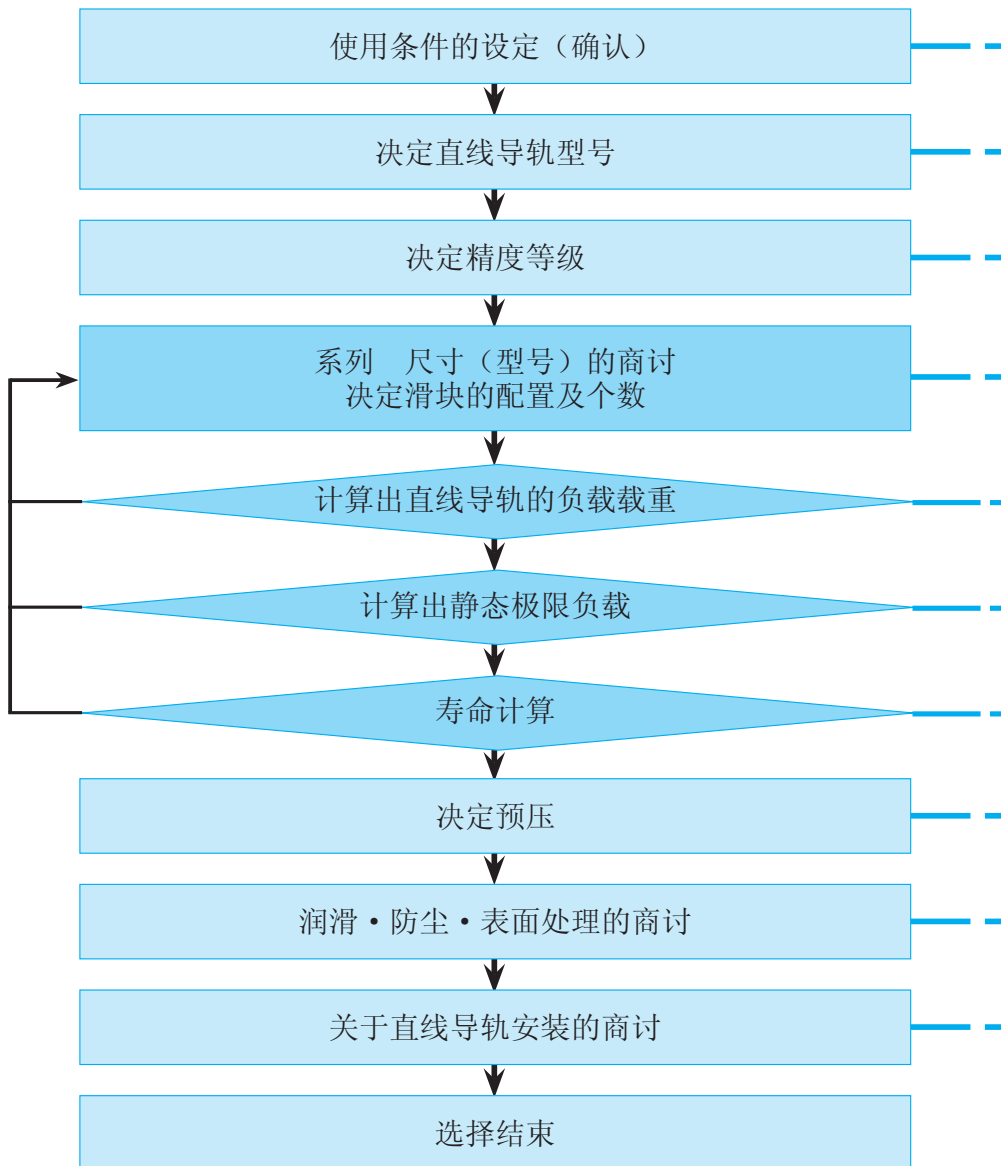 使用条件的设定（确认）
决定直线导轨型号
决定精度等级
系列　尺寸（型号）的商讨
决定滑块的配置及个数
计算出直线导轨的负载载重
计算出静态极限负载
寿命计算
决定预压
润滑·防尘·表面处理的商讨
关于直线导轨安装的商讨
选择结束